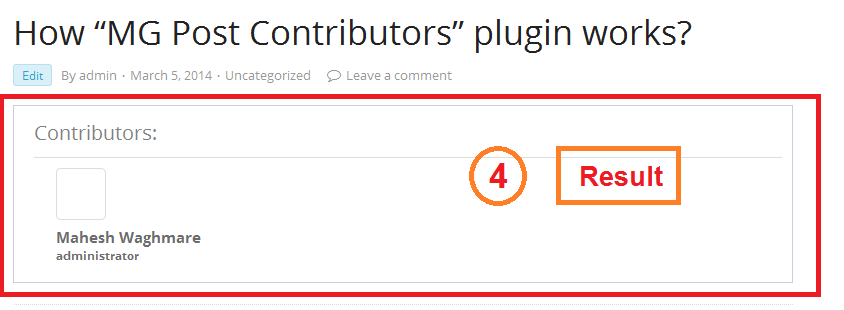 How “MG Post Contributors” plugin works?
Edit By admin · March 5, 2014 · Uncategorized Leave a comment
Contributors:
4 Result
Mahesh Waghmare
administrator